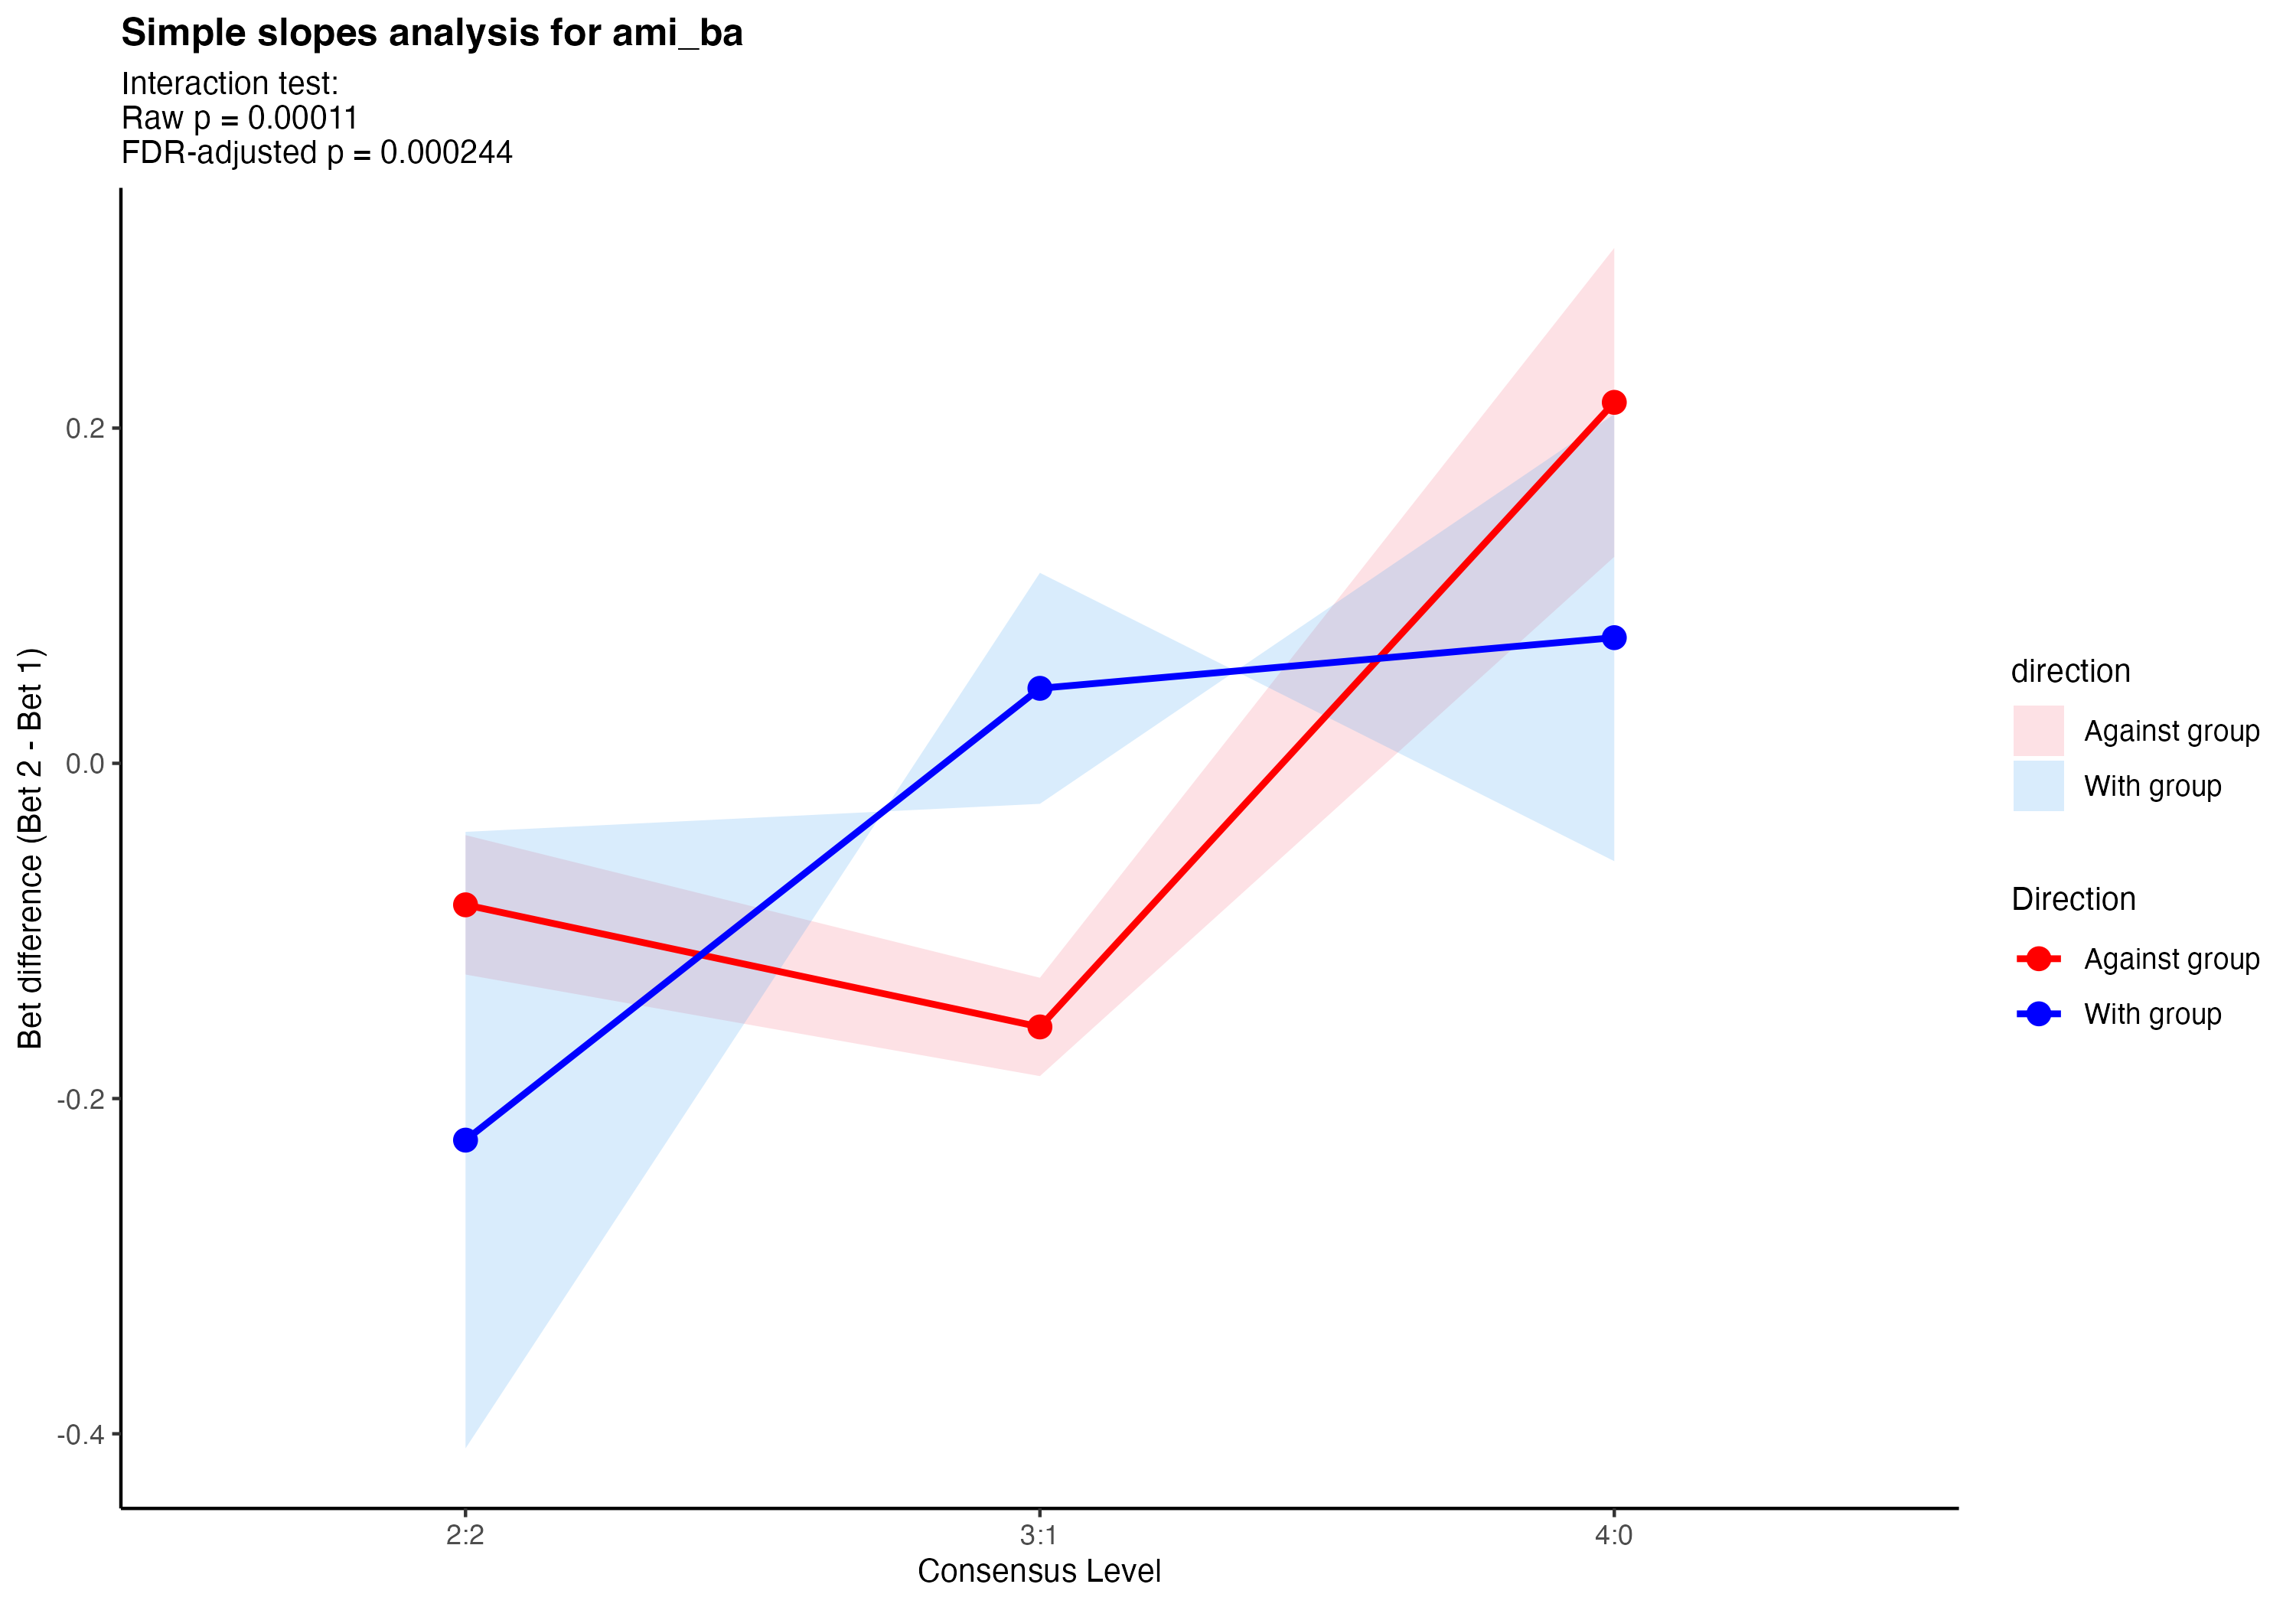 Simple slopes analysis for ami_ba
Interaction test:
Raw p = 0.00011
FDR-adjusted p = 0.000244
Bet difference (Bet 2 - Bet 1)
0.2
0.0
-0.2
-0.4
2:2
3:1
4:0
Consensus Level
direction
Against group
With group
Direction
Against group
With group